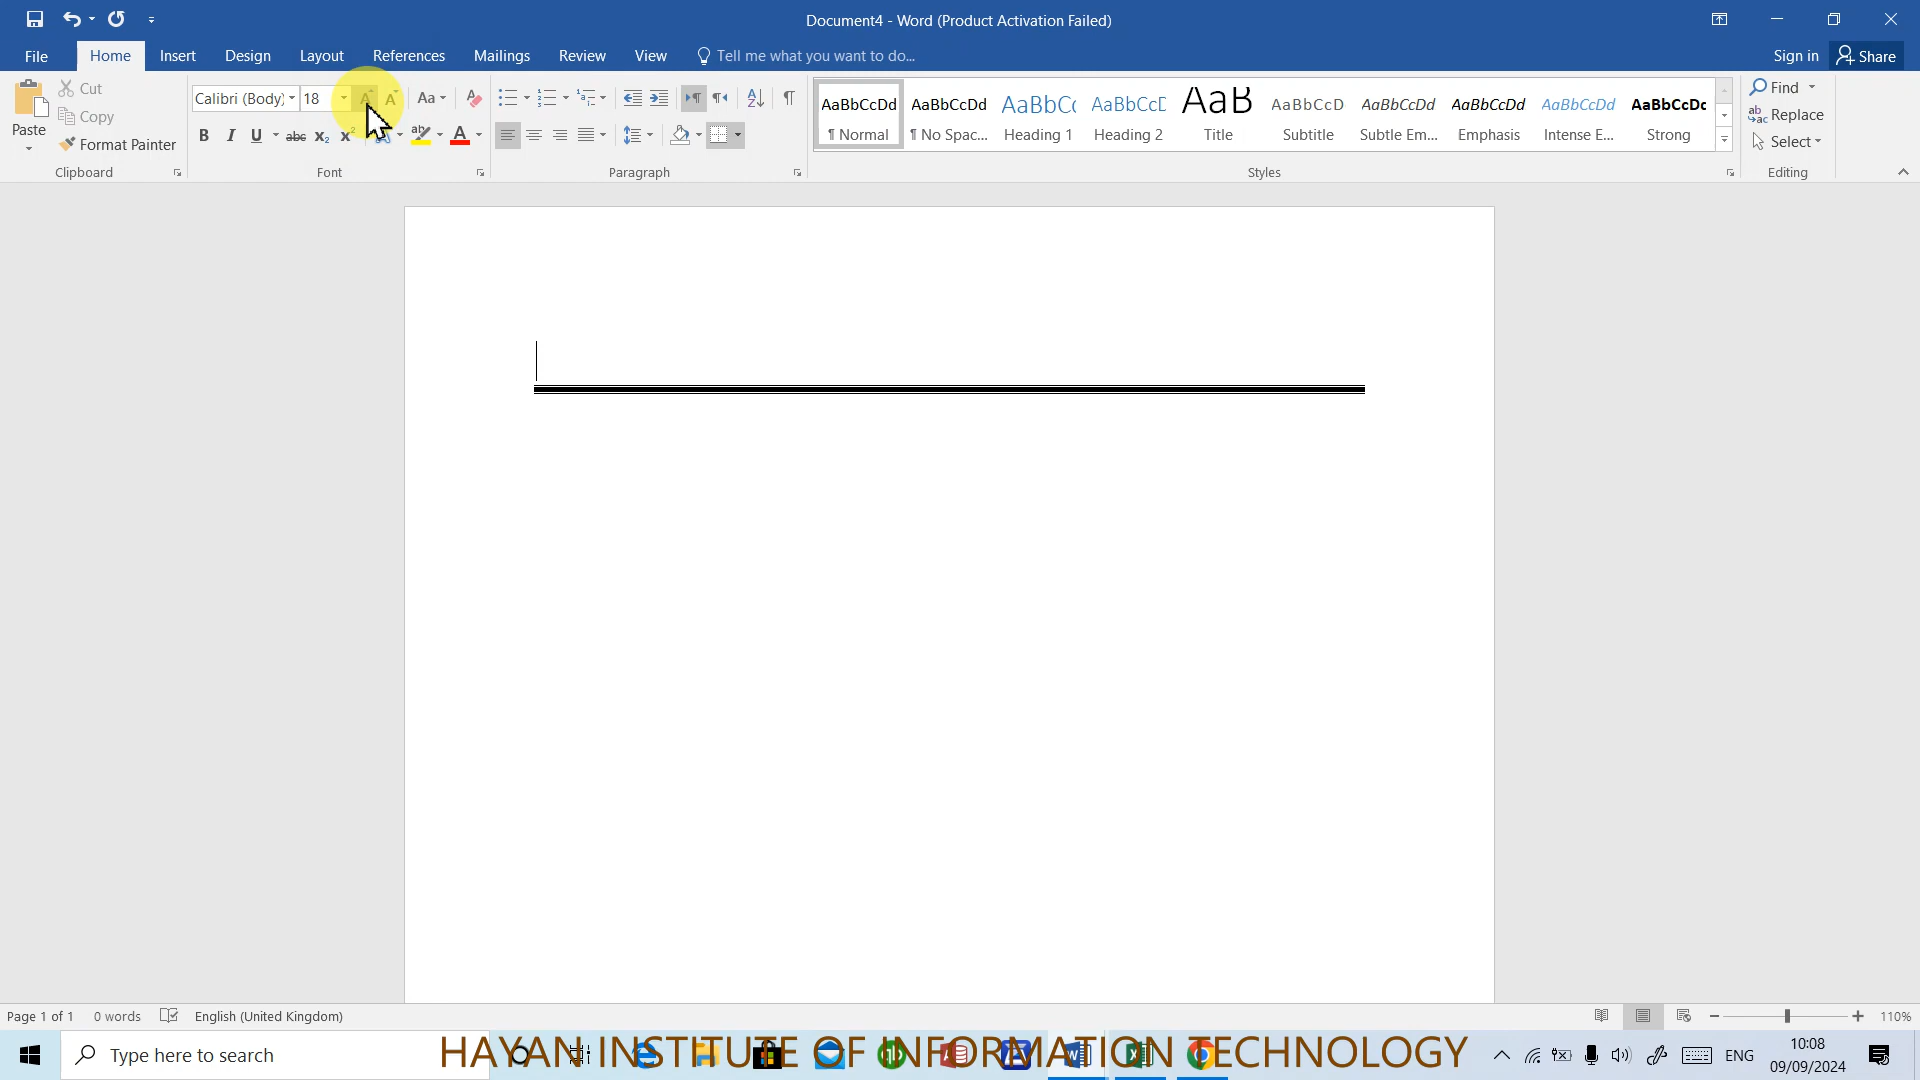 Document4 - Word (Product Activation Failed)
File Home Insert Design Layout References Mailings Review View Tell me what you want to do... Sign in Share
Paste
Cut
Copy
Format Painter
Clipboard
Calibri (Body) 18 Aa
B I U abc x₂ x² ab A
Font
Paragraph
AaBbCcDd AaBbCcDd AaBbCc AaBbCcE AaB AaBbCcD AaBbCcDd AaBbCcDd AaBbCcDd AaBbCcDc
¶ Normal ¶ No Spac... Heading 1 Heading 2 Title Subtitle Subtle Em... Emphasis Intense E... Strong
Styles
Find
Replace
Select
Editing
Page 1 of 1 0 words English (United Kingdom) 110%
Type here to search
HAYAN INSTITUTE OF INFORMATION TECHNOLOGY
ENG
10:08
09/09/2024